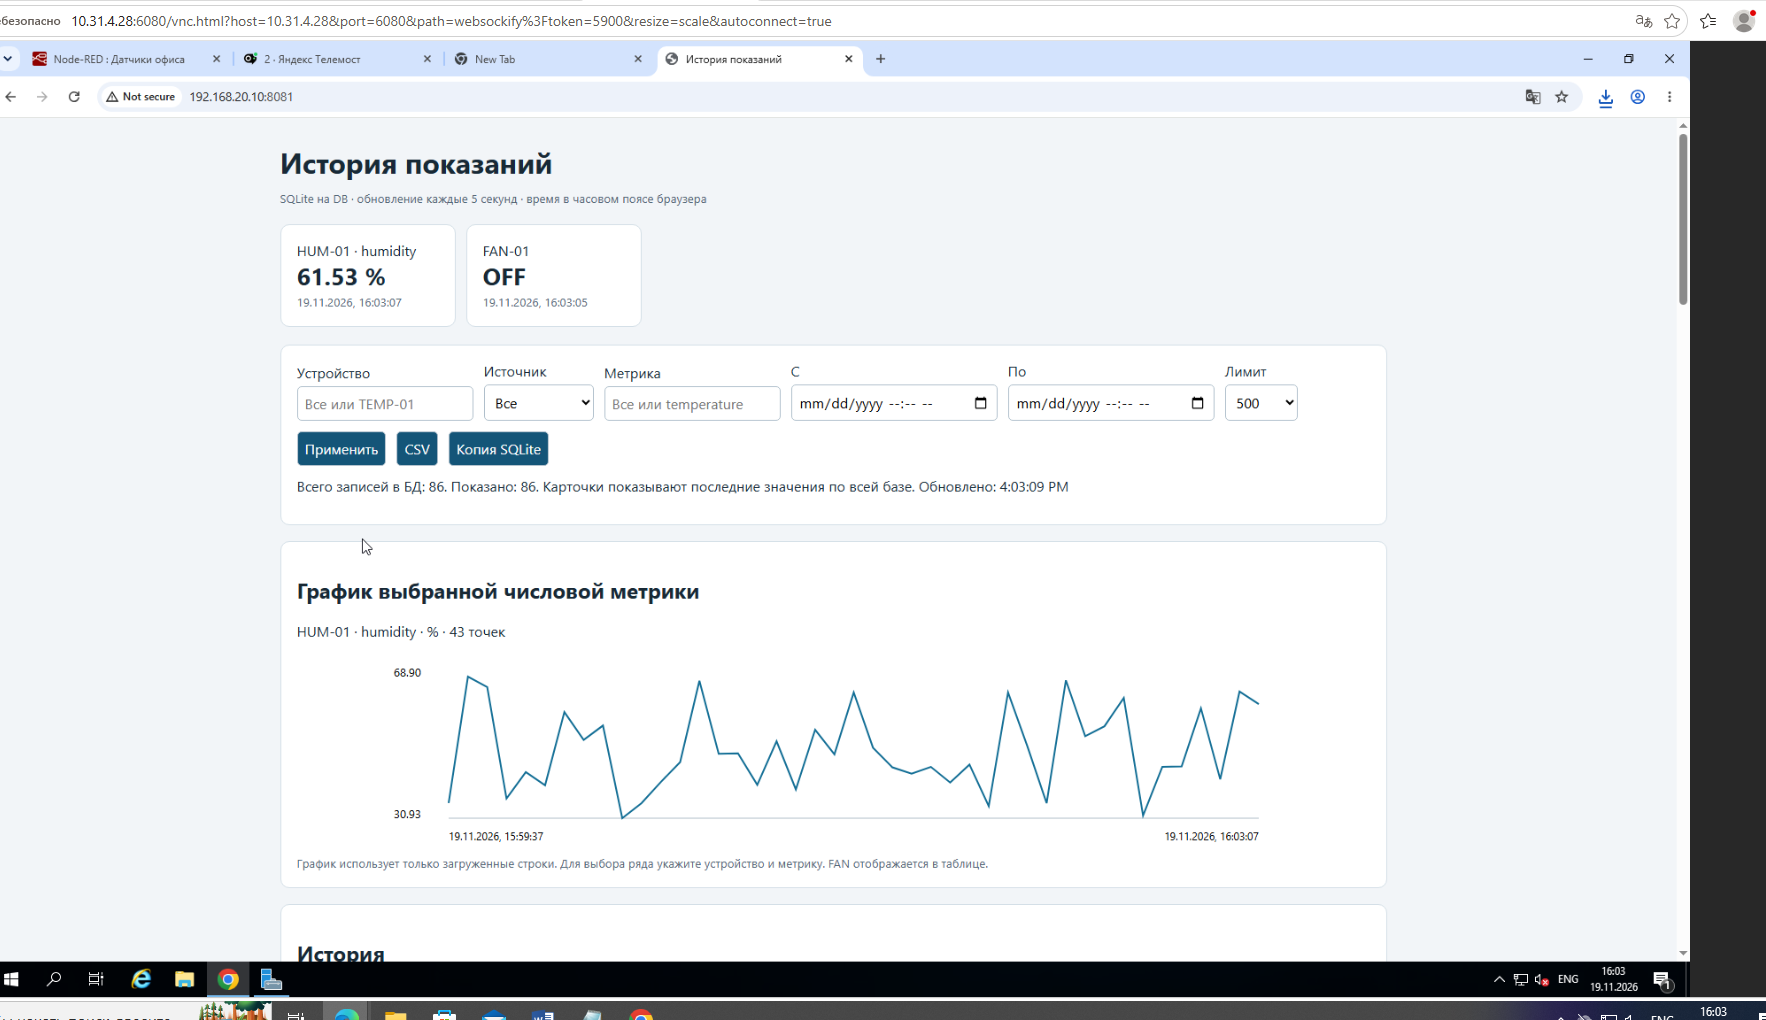 безопасно 10.31.4.28:6080/vnc.html?host=10.31.4.28&port=6080&path=websockify%3Ftoken=5900&resize=scale&autoconnect=true
Node-RED : Датчики офиса
2 - Яндекс Телемост
New Tab
История показаний
Not secure 192.168.20.10:8081
История показаний
SQLite на DB · обновление каждые 5 секунд · время в часовом поясе браузера
HUM-01 · humidity
61.53 %
19.11.2026, 16:03:07
FAN-01
OFF
19.11.2026, 16:03:05
Устройство
Источник
Метрика
С
По
Лимит
Все или TEMP-01
Все
Все или temperature
mm/dd/yyyy --:-- --
mm/dd/yyyy --:-- --
500
Применить
CSV
Копия SQLite
Всего записей в БД: 86. Показано: 86. Карточки показывают последние значения по всей базе. Обновлено: 4:03:09 PM
График выбранной числовой метрики
HUM-01 · humidity · % · 43 точек
68.90
30.93
19.11.2026, 15:59:37
19.11.2026, 16:03:07
График использует только загруженные строки. Для выбора ряда укажите устройство и метрику. FAN отображается в таблице.
История
ENG
16:03
19.11.2026
1
ENG
16:03